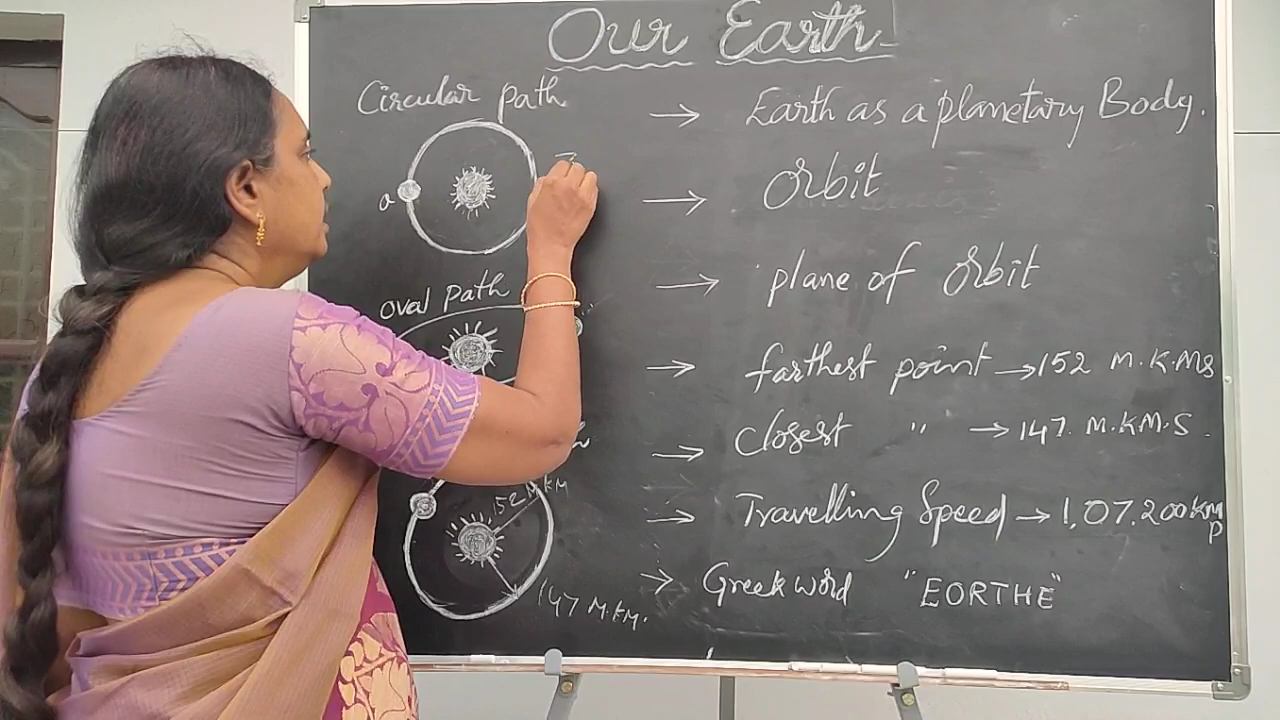 Our Earth
Circular path
a
oval path
152 M.KM
147 M.KM.
→ Earth as a planetary Body.
→ Orbit
→ plane of Orbit
→ farthest point → 152 M.K.Ms
→ Closest " → 147. M.KM.S.
→ Travelling Speed → 1,07,200 KM
P
→ Greek word "EORTHE"